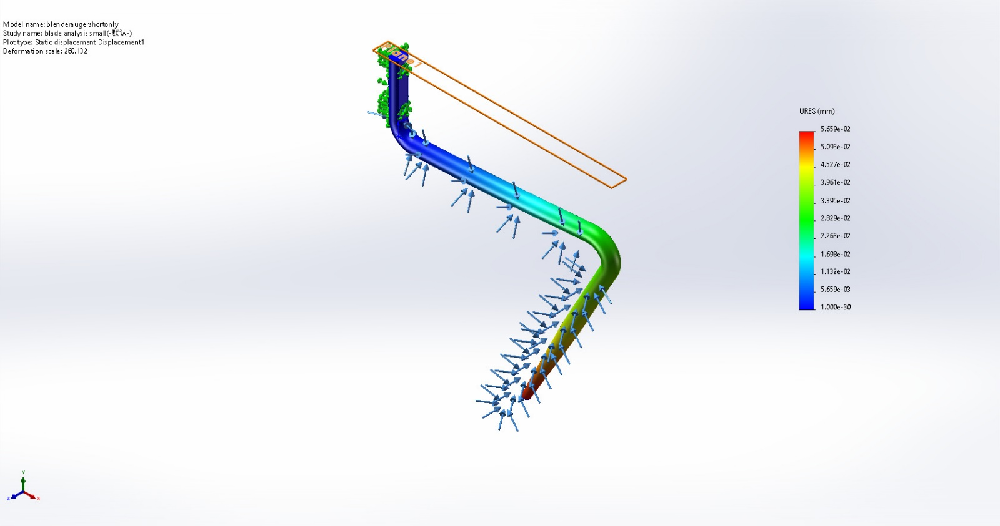 Model name: blenderaugershortonly
Study name: blade analysis small(-默认-)
Plot type: Static displacement Displacement1
Deformation scale: 260.132
Plane1
URES (mm)
5.659e-02
5.093e-02
4.527e-02
3.961e-02
3.395e-02
2.829e-02
2.263e-02
1.698e-02
1.132e-02
5.659e-03
1.000e-30
Y
Z
X